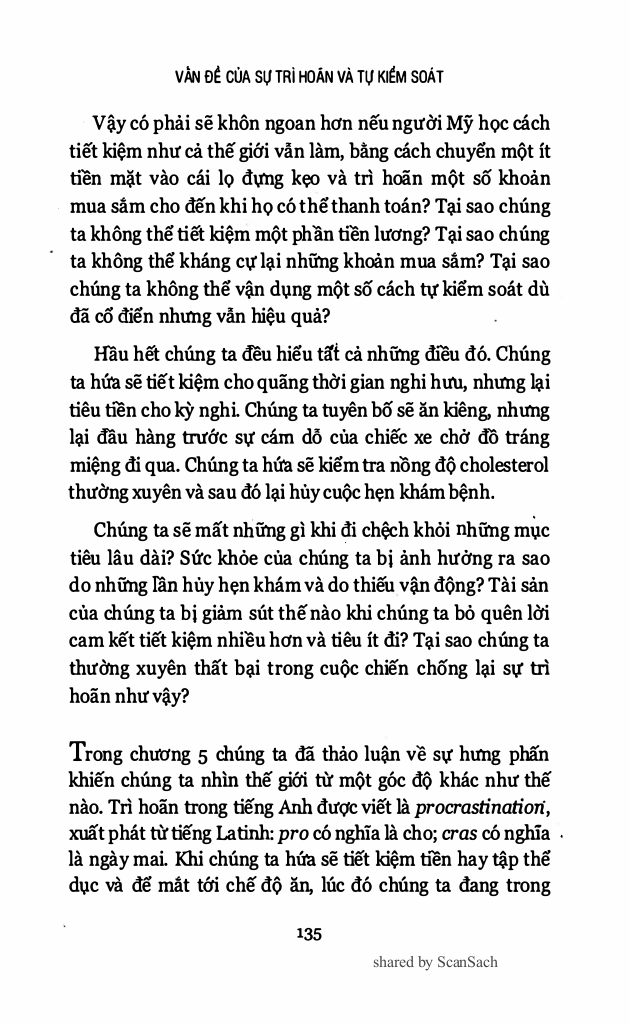 VẤN ĐỀ CỦA SỰ TRÌ HOÃN VÀ TỰ KIỂM SOÁT
Vậy có phải sẽ khôn ngoan hơn nếu người Mỹ học cách
tiết kiệm như cả thế giới vẫn làm, bằng cách chuyển một ít
tiền mặt vào cái lọ đựng kẹo và trì hoãn một số khoản
mua sắm cho đến khi họ có thể thanh toán? Tại sao chúng
ta không thể tiết kiệm một phần tiền lương? Tại sao chúng
ta không thể kháng cự lại những khoản mua sắm? Tại sao
chúng ta không thể vận dụng một số cách tự kiểm soát dù
đã cổ điển nhưng vẫn hiệu quả?
Hầu hết chúng ta đều hiểu tất cả những điều đó. Chúng
ta hứa sẽ tiết kiệm cho quãng thời gian nghỉ hưu, nhưng lại
tiêu tiền cho kỳ nghỉ. Chúng ta tuyên bố sẽ ăn kiêng, nhưng
lại đầu hàng trước sự cám dỗ của chiếc xe chở đồ tráng
miệng đi qua. Chúng ta hứa sẽ kiểm tra nồng độ cholesterol
thường xuyên và sau đó lại hủy cuộc hẹn khám bệnh.
Chúng ta sẽ mất những gì khi đi chệch khỏi những mục
tiêu lâu dài? Sức khỏe của chúng ta bị ảnh hưởng ra sao
do những lần hủy hẹn khám và do thiếu vận động? Tài sản
của chúng ta bị giảm sút thế nào khi chúng ta bỏ quên lời
cam kết tiết kiệm nhiều hơn và tiêu ít đi? Tại sao chúng ta
thường xuyên thất bại trong cuộc chiến chống lại sự trì
hoãn như vậy?
Trong chương 5 chúng ta đã thảo luận về sự hưng phấn
khiến chúng ta nhìn thế giới từ một góc độ khác như thế
nào. Trì hoãn trong tiếng Anh được viết là procrastination,
xuất phát từ tiếng Latinh: pro có nghĩa là cho; cras có nghĩa
là ngày mai. Khi chúng ta hứa sẽ tiết kiệm tiền hay tập thể
dục và để mắt tới chế độ ăn, lúc đó chúng ta đang trong
135
shared by ScanSach